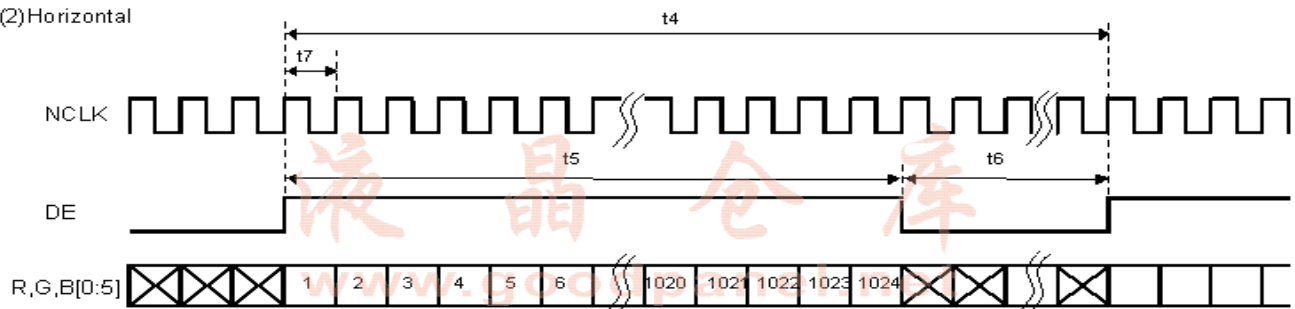 (2)Horizontal
t4
t7
NCLK
t5
t6
DE
R,G,B[0:5]
1 2 3 4 5 6 1020 1021 1022 1023 1024
液晶仓库
www.goodpanel.net